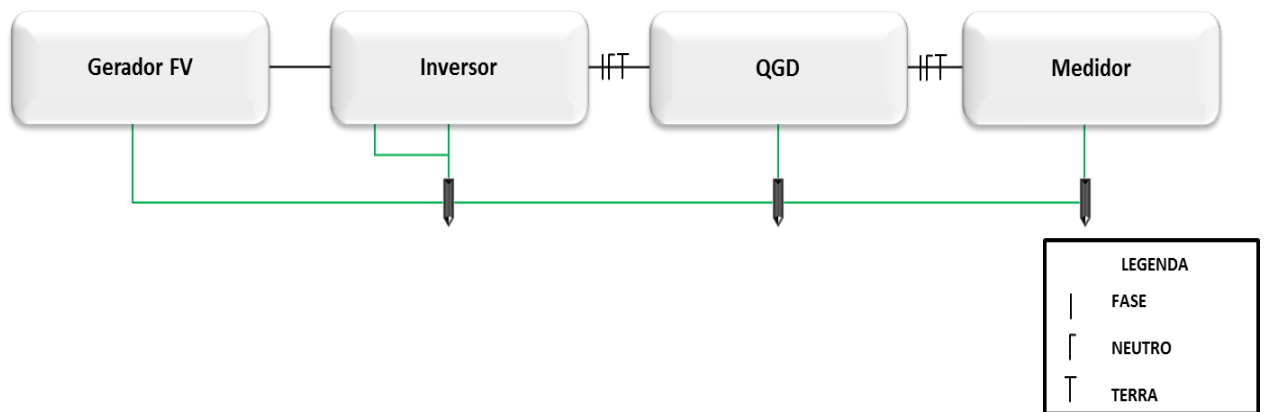 Gerador FV
Inversor
QGD
Medidor
LEGENDA
FASE
NEUTRO
TERRA